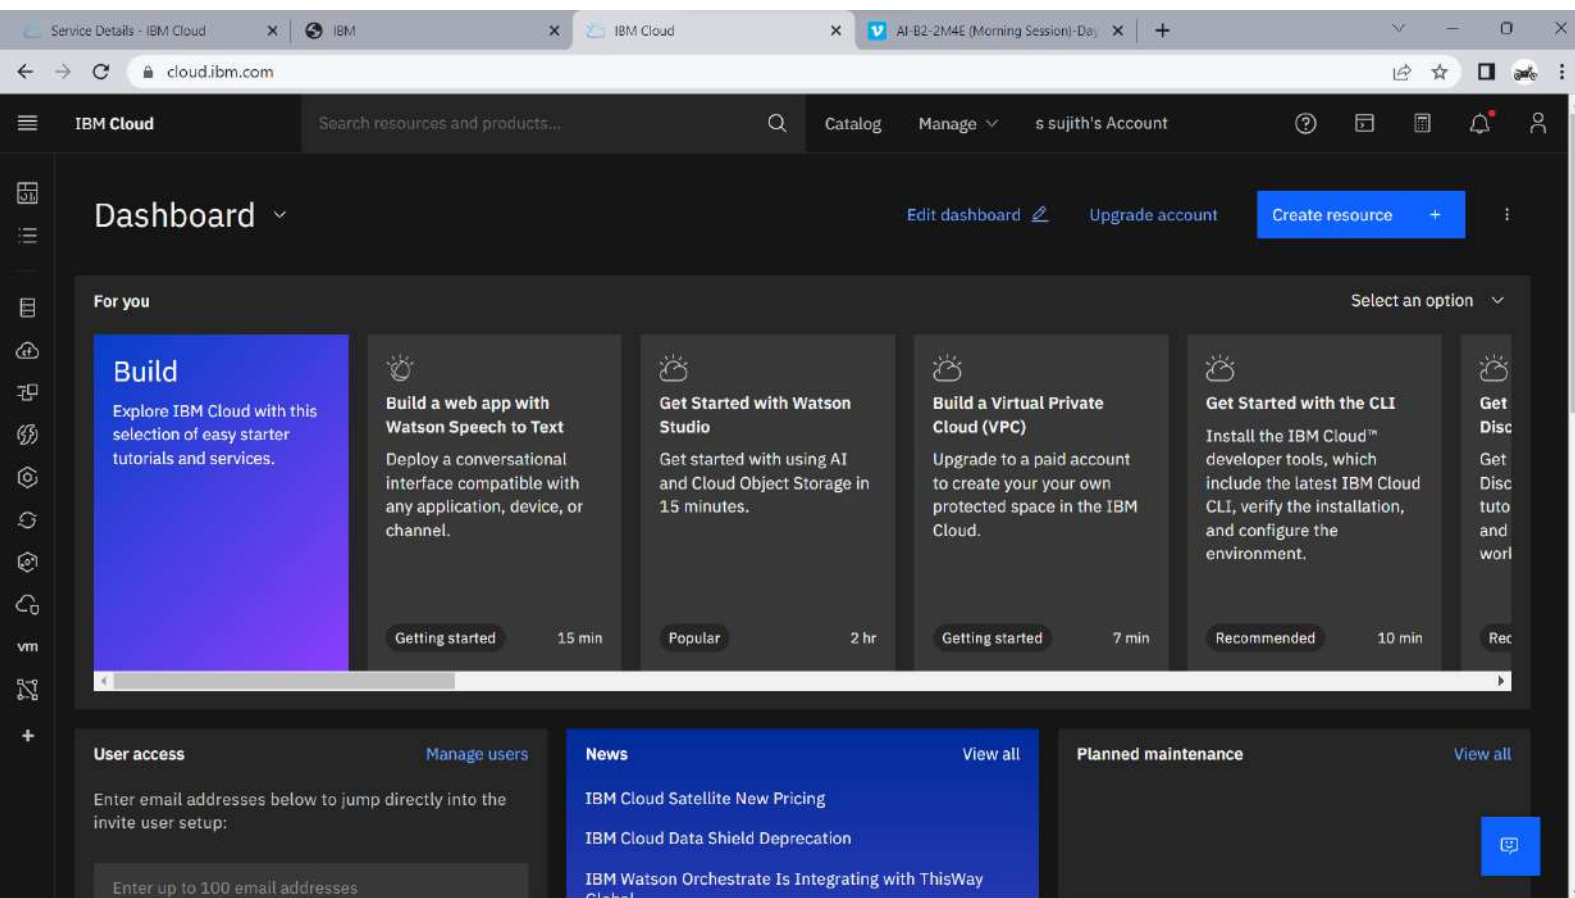 Service Details - IBM Cloud
IBM
IBM Cloud
AI-B2-2M4E (Morning Session)-Day
cloud.ibm.com
IBM Cloud
Search resources and products...
Catalog
Manage
s sujith's Account
Dashboard
Edit dashboard
Upgrade account
Create resource +
For you
Select an option
Build
Explore IBM Cloud with this
selection of easy starter
tutorials and services.
Build a web app with
Watson Speech to Text
Deploy a conversational
interface compatible with
any application, device, or
channel.
Getting started
15 min
Get Started with Watson
Studio
Get started with using AI
and Cloud Object Storage in
15 minutes.
Popular
2 hr
Build a Virtual Private
Cloud (VPC)
Upgrade to a paid account
to create your your own
protected space in the IBM
Cloud.
Getting started
7 min
Get Started with the CLI
Install the IBM Cloud™
developer tools, which
include the latest IBM Cloud
CLI, verify the installation,
and configure the
environment.
Recommended
10 min
Get
Disc
Get
Disc
tuto
and
work
Rec
vm
User access
Manage users
Enter email addresses below to jump directly into the
invite user setup:
Enter up to 100 email addresses
News
View all
IBM Cloud Satellite New Pricing
IBM Cloud Data Shield Deprecation
IBM Watson Orchestrate Is Integrating with ThisWay
Global
Planned maintenance
View all